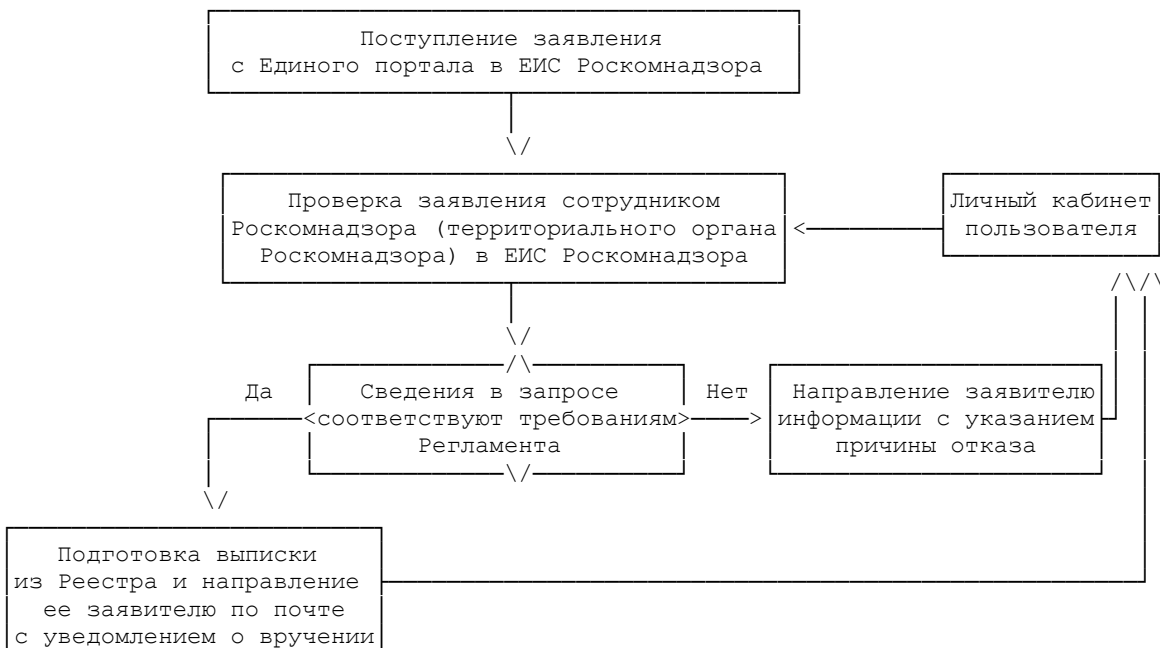 Поступление заявления
с Единого портала в ЕИС Роскомнадзора
Проверка заявления сотрудником
Роскомнадзора (территориального органа
Роскомнадзора) в ЕИС Роскомнадзора
Личный кабинет
пользователя
Да
Сведения в запросе
соответствуют требованиям
Регламента
Нет
Направление заявителю
информации с указанием
причины отказа
Подготовка выписки
из Реестра и направление
ее заявителю по почте
с уведомлением о вручении